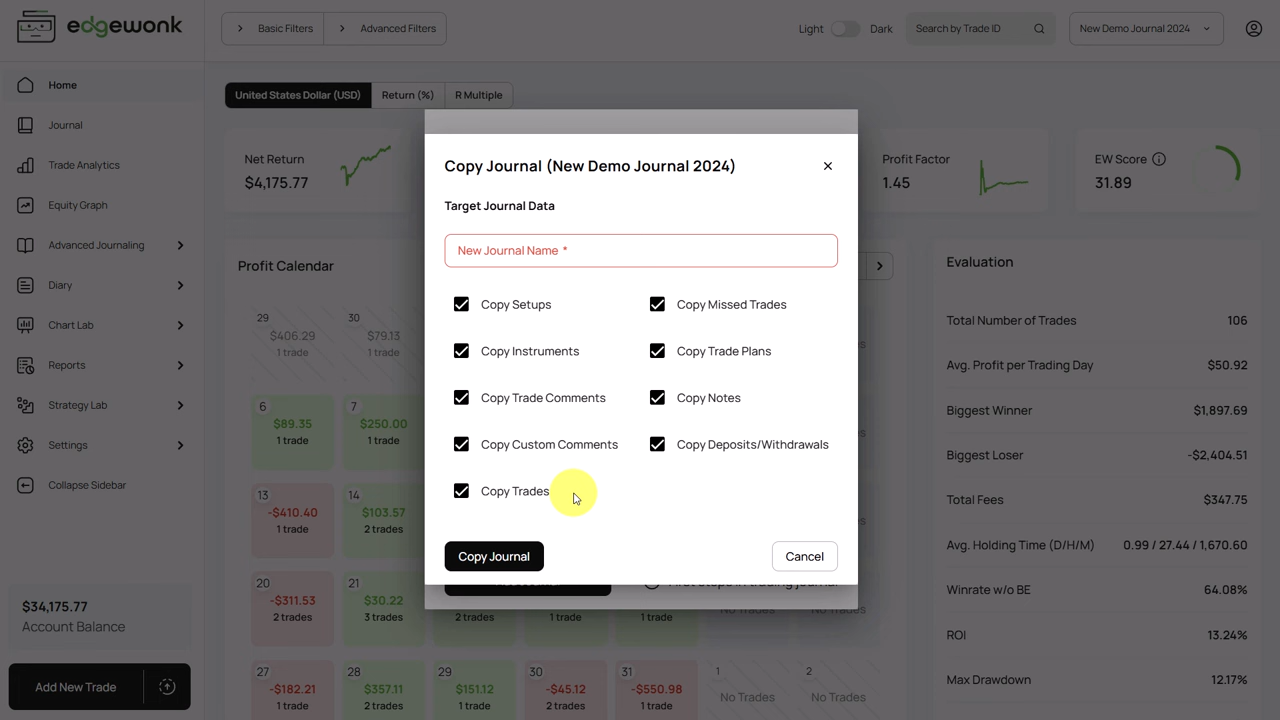 edgewonk
Basic Filters
Advanced Filters
Light
Dark
Search by Trade ID
New Demo Journal 2024
Home
Journal
Trade Analytics
Equity Graph
Advanced Journaling
Diary
Chart Lab
Reports
Strategy Lab
Settings
Collapse Sidebar
$34,175.77
Account Balance
Add New Trade
United States Dollar (USD)
Return (%)
R Multiple
Net Return
$4,175.77
Profit Factor
1.45
EW Score
31.89
Copy Journal (New Demo Journal 2024)
Target Journal Data
New Journal Name *
Copy Setups
Copy Missed Trades
Copy Instruments
Copy Trade Plans
Copy Trade Comments
Copy Notes
Copy Custom Comments
Copy Deposits/Withdrawals
Copy Trades
Copy Journal
Cancel
Profit Calendar
29
$406.29
1 trade
30
$79.13
1 trade
6
$89.35
1 trade
7
$250.00
1 trade
13
-$410.40
1 trade
14
$103.57
2 trades
20
-$311.53
2 trades
21
$30.22
3 trades
2 trades
1 trade
1 trade
No Trades
No Trades
27
-$182.21
1 trade
28
$357.11
2 trades
29
$151.12
1 trade
30
-$45.12
2 trades
31
-$550.98
1 trade
1
No Trades
2
No Trades
Evaluation
Total Number of Trades
106
Avg. Profit per Trading Day
$50.92
Biggest Winner
$1,897.69
Biggest Loser
-$2,404.51
Total Fees
$347.75
Avg. Holding Time (D/H/M)
0.99 / 27.44 / 1,670.60
Winrate w/o BE
64.08%
ROI
13.24%
Max Drawdown
12.17%